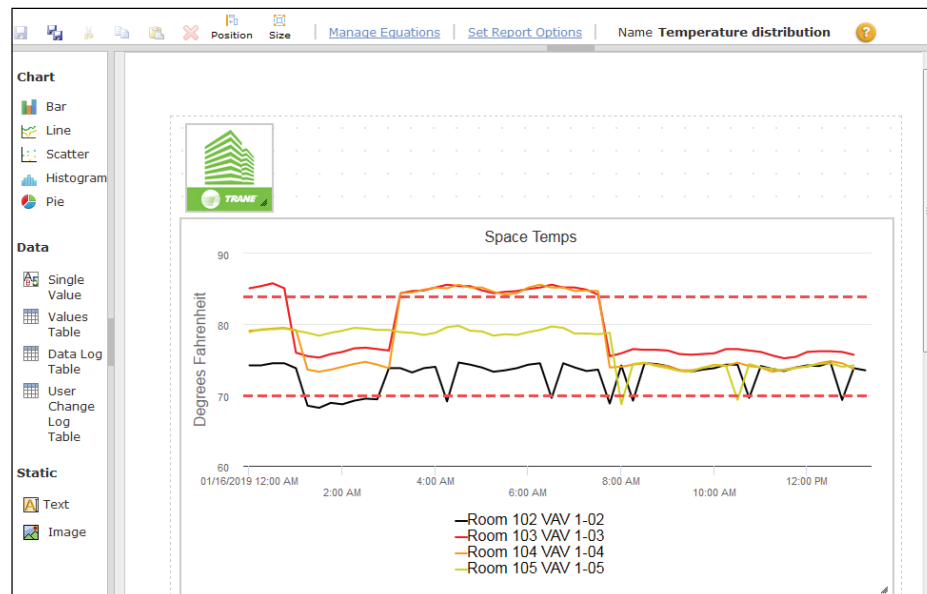 Position Size Manage Equations Set Report Options Name Temperature distribution ?
Chart
Bar
Line
Scatter
Histogram
Pie
Data
Single
Value
Values
Table
Data Log
Table
User
Change
Log
Table
Static
Text
Image
TRANE
Space Temps
Degrees Fahrenheit
90
80
70
60
01/16/2019 12:00 AM
2:00 AM
4:00 AM
6:00 AM
8:00 AM
10:00 AM
12:00 PM
Room 102 VAV 1-02
Room 103 VAV 1-03
Room 104 VAV 1-04
Room 105 VAV 1-05